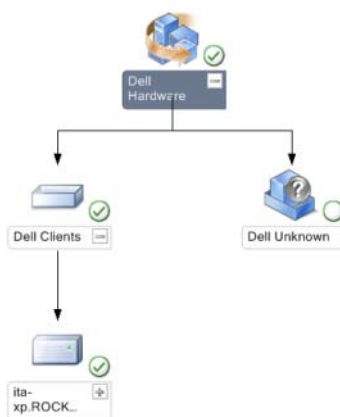 Dell
Hardware
Dell Clients
Dell Unknown
ita-
xp.ROCK...